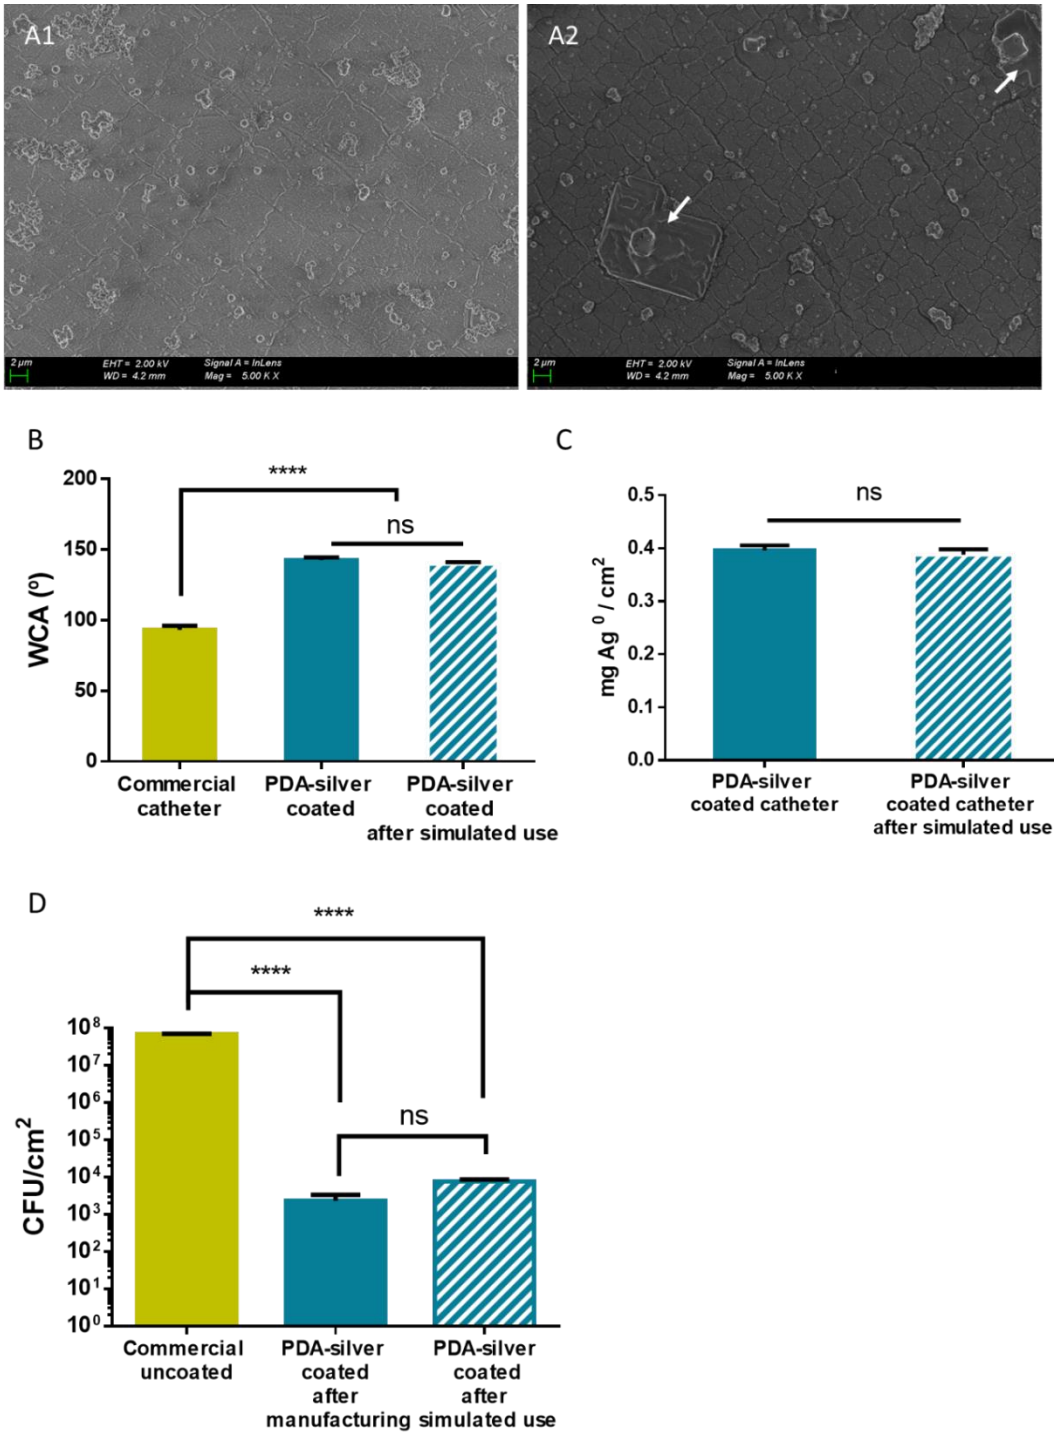 A1
A2
2 µm
EHT = 2.00 kV
Signal A = InLens
WD = 4.2 mm
Mag = 5.00 K X
2 µm
EHT = 2.00 kV
Signal A = InLens
WD = 4.2 mm
Mag = 5.00 K X
B
C
WCA (º)
200
150
100
50
0
****
ns
Commercial
catheter
PDA-silver
coated
PDA-silver
coated
after simulated use
mg Ag⁰ / cm²
0.5
0.4
0.3
0.2
0.1
0.0
ns
PDA-silver
coated catheter
PDA-silver
coated catheter
after simulated use
D
CFU/cm²
10⁸
10⁷
10⁶
10⁵
10⁴
10³
10²
10¹
10⁰
****
****
ns
Commercial
uncoated
PDA-silver
coated
after
manufacturing
PDA-silver
coated
after
simulated use